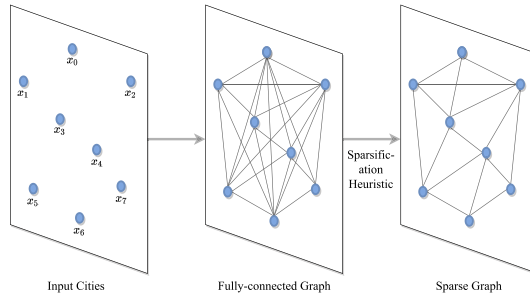 x₀
x₁
x₂
x₃
x₄
x₅
x₇
x₆
Sparsific-
ation
Heuristic
Input Cities
Fully-connected Graph
Sparse Graph